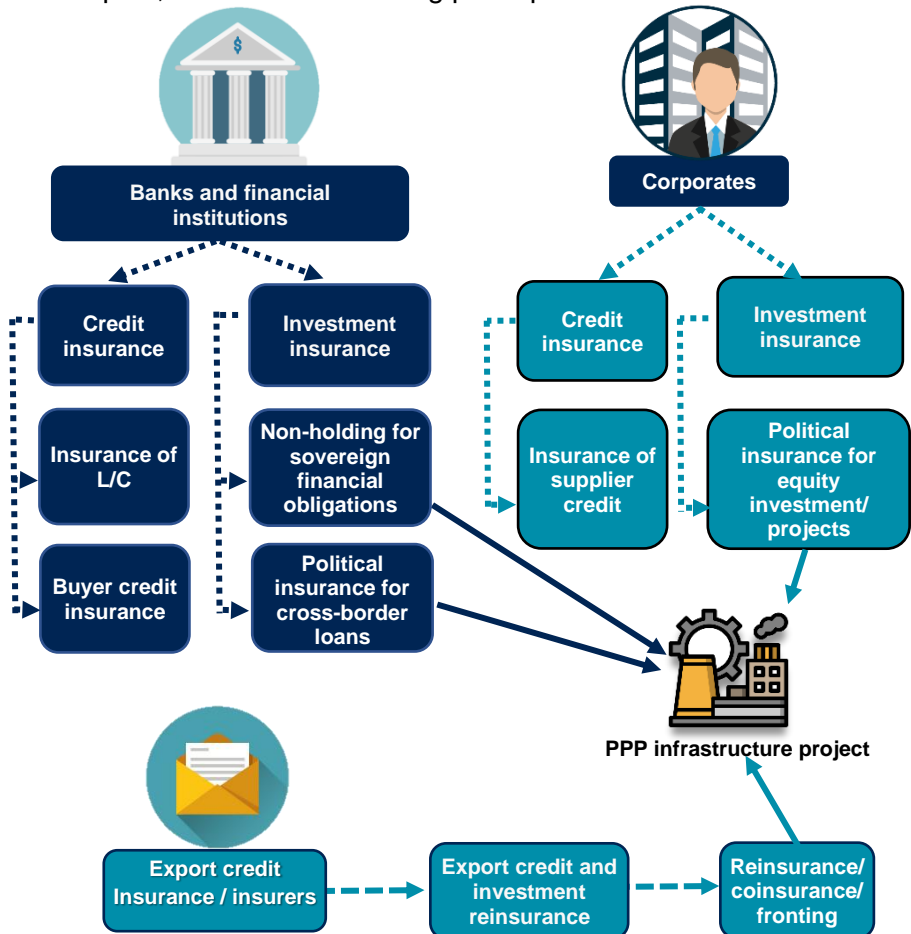 $
Banks and financial
institutions
Corporates
Credit
insurance
Investment
insurance
Credit
insurance
Investment
insurance
Insurance of
L/C
Non-holding for
sovereign
financial
obligations
Insurance of
supplier
credit
Political
insurance for
equity
investment/
projects
Buyer credit
insurance
Political
insurance for
cross-border
loans
PPP infrastructure project
Export credit
Insurance / insurers
Export credit and
investment
reinsurance
Reinsurance/
coinsurance/
fronting